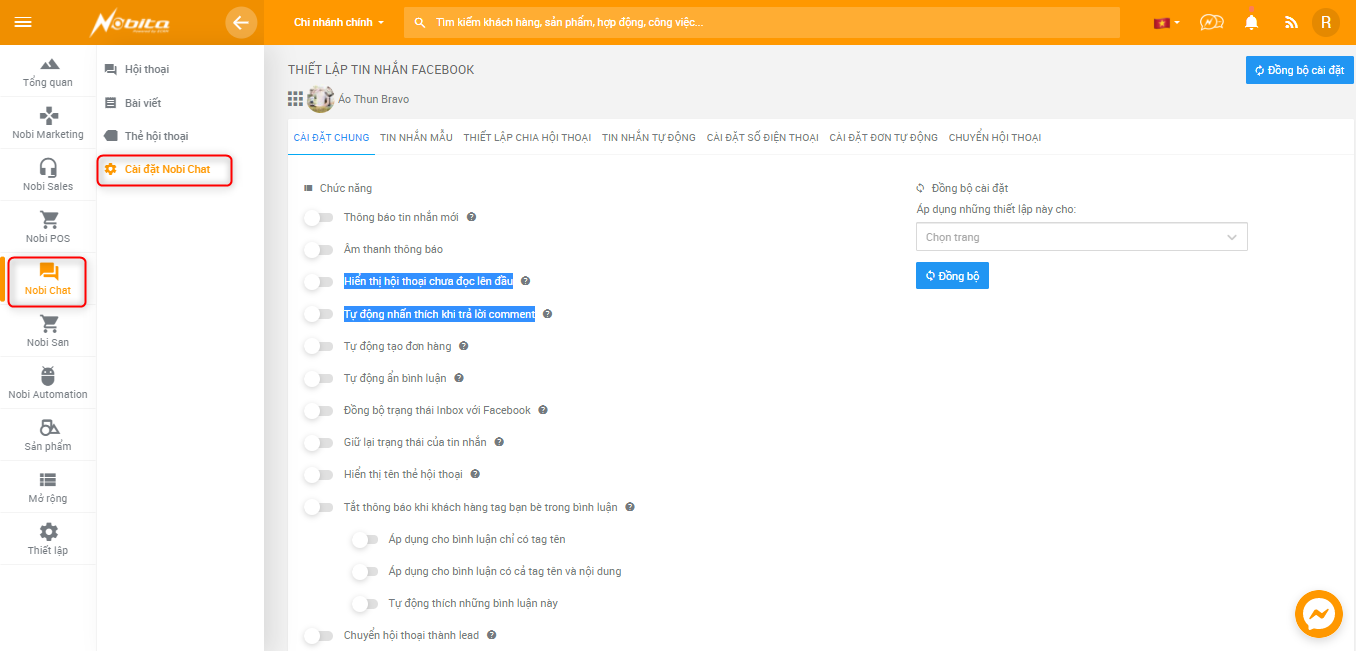 Nobita
Chi nhánh chính
Tìm kiếm khách hàng, sản phẩm, hợp đồng, công việc...
R
Tổng quan
Nobi Marketing
Nobi Sales
Nobi POS
Nobi Chat
Nobi San
Nobi Automation
Sản phẩm
Mở rộng
Thiết lập
Hội thoại
Bài viết
Thẻ hội thoại
Cài đặt Nobi Chat
THIẾT LẬP TIN NHẮN FACEBOOK
Đồng bộ cài đặt
Áo Thun Bravo
CÀI ĐẶT CHUNG TIN NHẮN MẪU THIẾT LẬP CHIA HỘI THOẠI TIN NHẮN TỰ ĐỘNG CÀI ĐẶT SỐ ĐIỆN THOẠI CÀI ĐẶT ĐƠN TỰ ĐỘNG CHUYỂN HỘI THOẠI
Chức năng
Thông báo tin nhắn mới
Âm thanh thông báo
Hiển thị hội thoại chưa đọc lên đầu
Tự động nhấn thích khi trả lời comment
Tự động tạo đơn hàng
Tự động ẩn bình luận
Đồng bộ trạng thái Inbox với Facebook
Giữ lại trạng thái của tin nhắn
Hiển thị tên thẻ hội thoại
Tắt thông báo khi khách hàng tag bạn bè trong bình luận
Áp dụng cho bình luận chỉ có tag tên
Áp dụng cho bình luận có cả tag tên và nội dung
Tự động thích những bình luận này
Chuyển hội thoại thành lead
Đồng bộ cài đặt
Áp dụng những thiết lập này cho:
Chọn trang
Đồng bộ